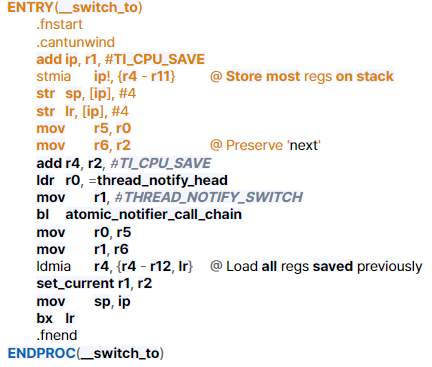 ENTRY(__switch_to)
.fnstart
.cantunwind
add ip, r1, #TI_CPU_SAVE
stmia ip!, {r4 - r11} @ Store most regs on stack
str sp, [ip], #4
str lr, [ip], #4
mov r5, r0
mov r6, r2 @ Preserve 'next'
add r4, r2, #TI_CPU_SAVE
ldr r0, =thread_notify_head
mov r1, #THREAD_NOTIFY_SWITCH
bl atomic_notifier_call_chain
mov r0, r5
mov r1, r6
ldmia r4, {r4 - r12, lr} @ Load all regs saved previously
set_current r1, r2
mov sp, ip
bx lr
.fnend
ENDPROC(__switch_to)